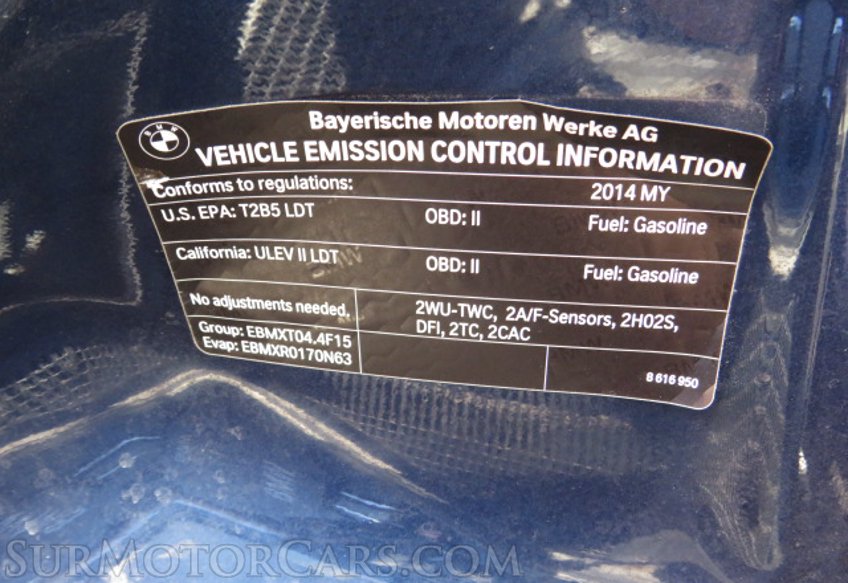 BMW
Bayerische Motoren Werke AG
VEHICLE EMISSION CONTROL INFORMATION
Conforms to regulations: 2014 MY
U.S. EPA: T2B5 LDT OBD: II Fuel: Gasoline
California: ULEV II LDT OBD: II Fuel: Gasoline
No adjustments needed. 2WU-TWC, 2A/F-Sensors, 2HO2S,
DFI, 2TC, 2CAC
Group: EBMXT04.4F15
Evap: EBMXR0170N63
8 616 950
SurMotorCars.com